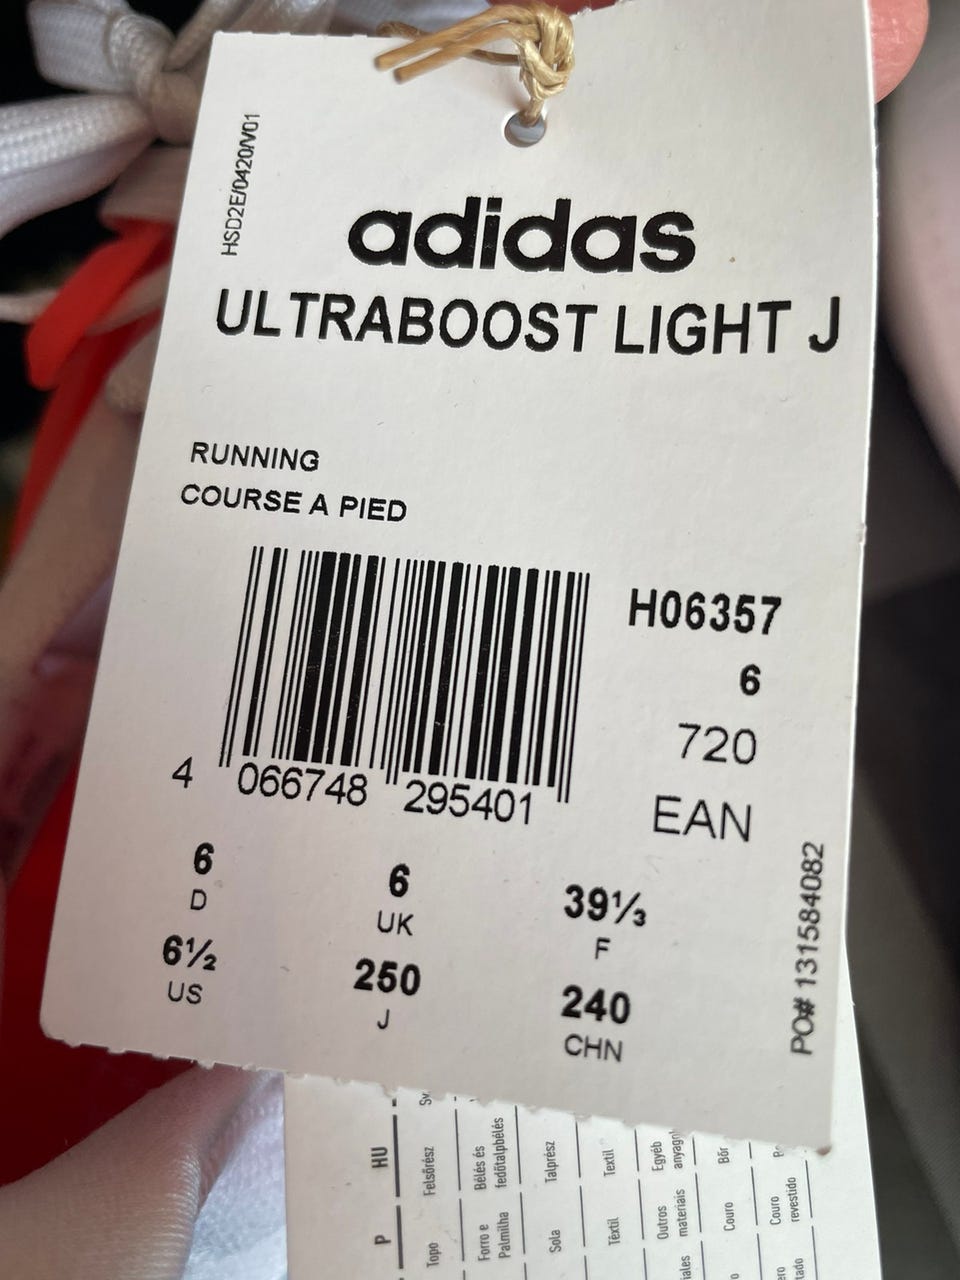 HSD2E/0420/V01
adidas
ULTRABOOST LIGHT J
RUNNING
COURSE A PIED
H06357
6
720
EAN
4 066748 295401
6
D
6
UK
39⅓
F
6½
US
250
J
240
CHN
PO# 131584082
HU
Felsőrész
Bélés és
fedőtalpbélés
Talprész
Textil
Egyéb
Bőr
P
Topo
Forro e
Palmilha
Sola
Têxtil
Outros
materiais
Couro
Couro
revestido